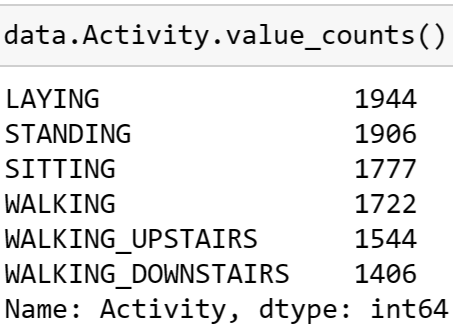 data.Activity.value_counts()
LAYING 1944
STANDING 1906
SITTING 1777
WALKING 1722
WALKING_UPSTAIRS 1544
WALKING_DOWNSTAIRS 1406
Name: Activity, dtype: int64